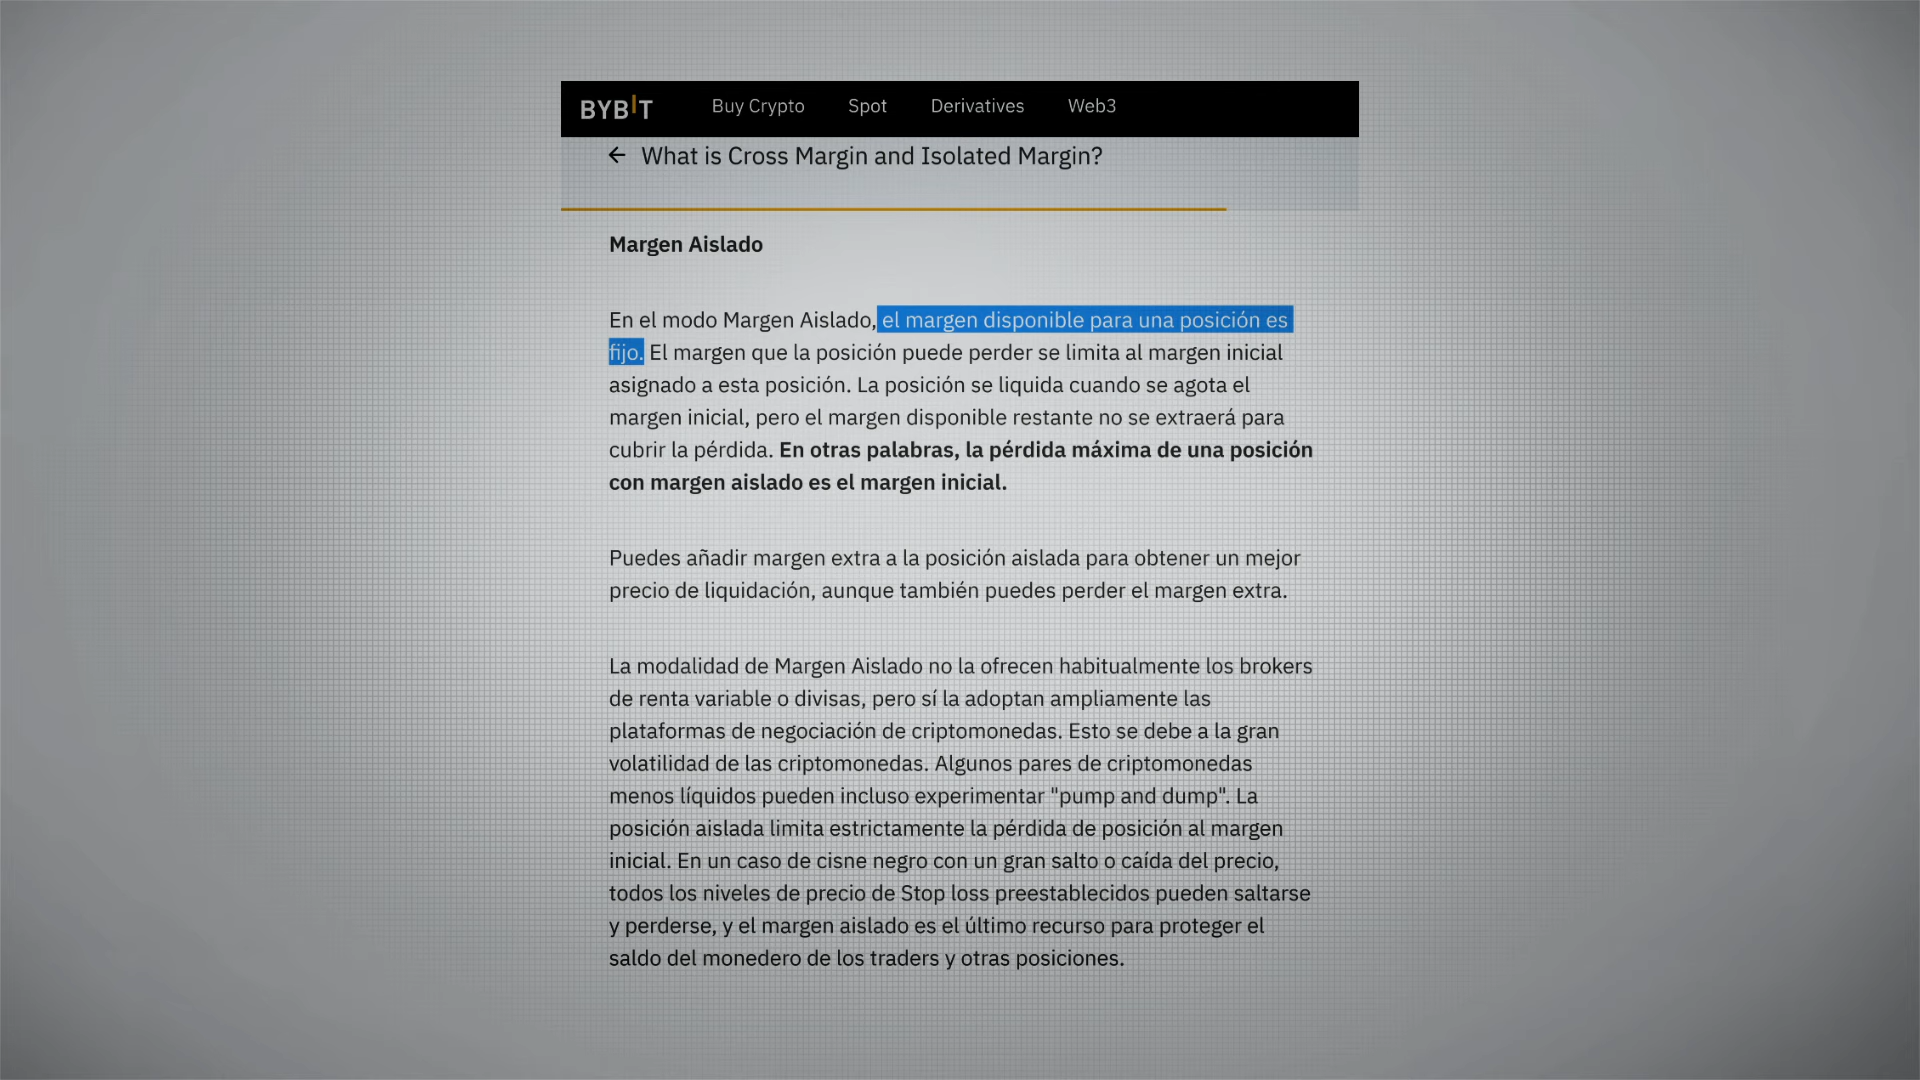 BYBIT
Buy Crypto Spot Derivatives Web3
← What is Cross Margin and Isolated Margin?
Margen Aislado
En el modo Margen Aislado, el margen disponible para una posición es
fijo. El margen que la posición puede perder se limita al margen inicial
asignado a esta posición. La posición se liquida cuando se agota el
margen inicial, pero el margen disponible restante no se extraerá para
cubrir la pérdida. En otras palabras, la pérdida máxima de una posición
con margen aislado es el margen inicial.
Puedes añadir margen extra a la posición aislada para obtener un mejor
precio de liquidación, aunque también puedes perder el margen extra.
La modalidad de Margen Aislado no la ofrecen habitualmente los brokers
de renta variable o divisas, pero sí la adoptan ampliamente las
plataformas de negociación de criptomonedas. Esto se debe a la gran
volatilidad de las criptomonedas. Algunos pares de criptomonedas
menos líquidos pueden incluso experimentar "pump and dump". La
posición aislada limita estrictamente la pérdida de posición al margen
inicial. En un caso de cisne negro con un gran salto o caída del precio,
todos los niveles de precio de Stop loss preestablecidos pueden saltarse
y perderse, y el margen aislado es el último recurso para proteger el
saldo del monedero de los traders y otras posiciones.